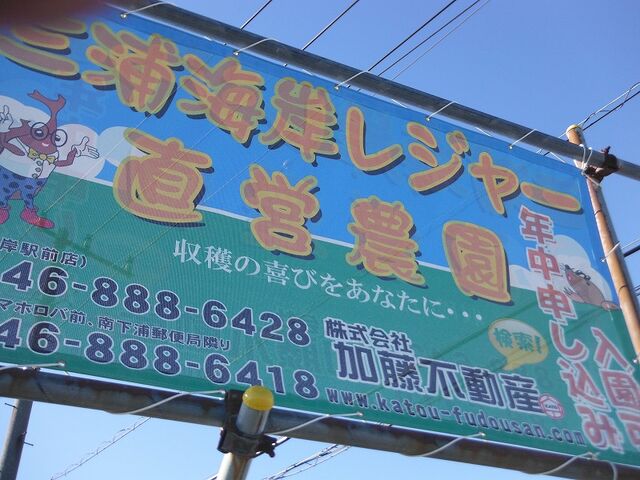 三浦海岸レジャー
直営農園
収穫の喜びをあなたに・・・
年中申し込み
入園可
岸駅前店)
46-888-6428
マホロバ前、南下浦郵便局隣り
46-888-6418
株式会社
加藤不動産
検索!
www.katou-fudousan.com